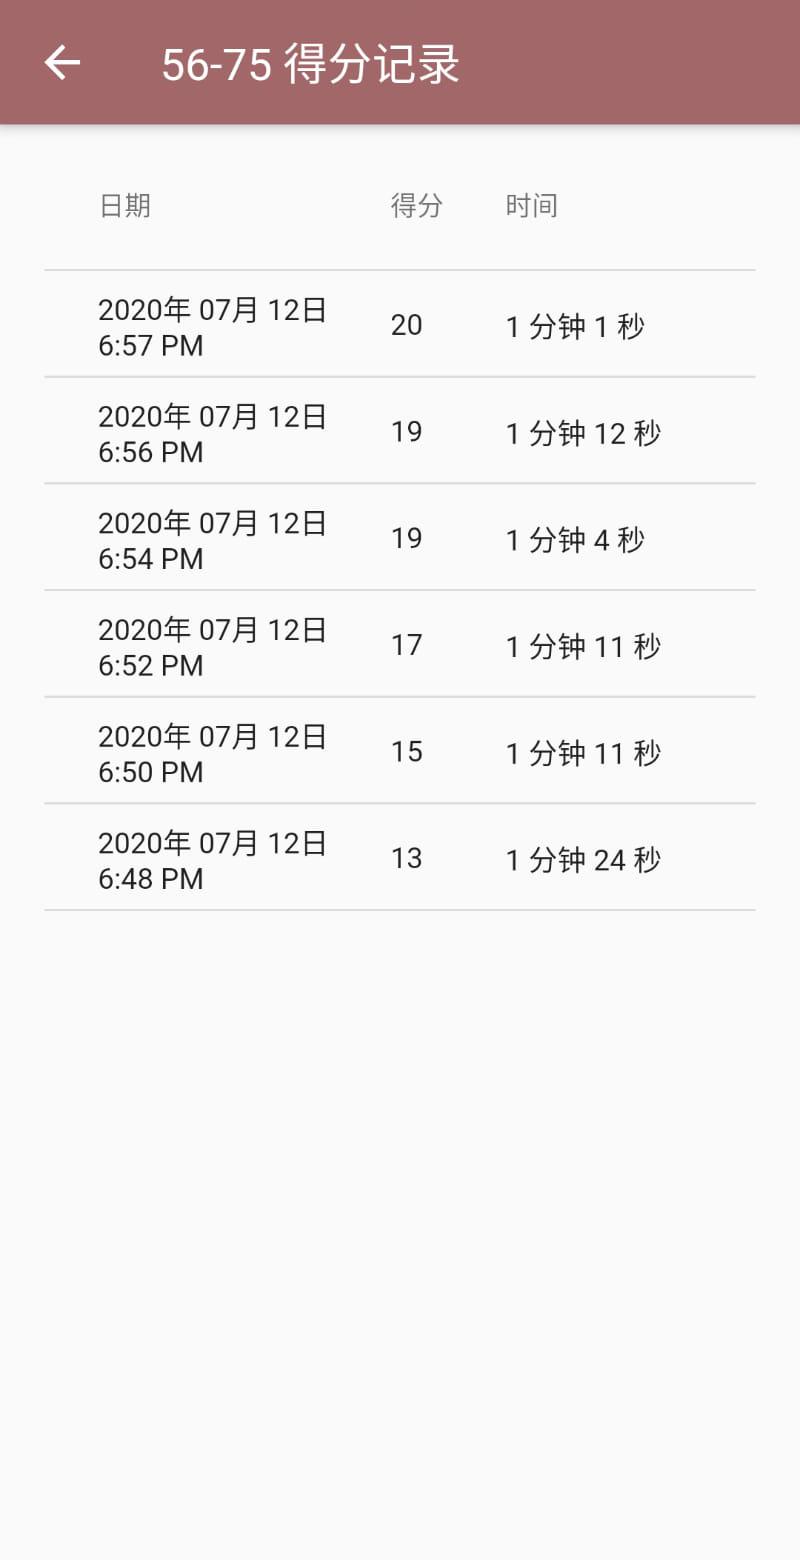 56-75 得分记录
日期 得分 时间
2020年 07月 12日
6:57 PM
20
1 分钟 1 秒
2020年 07月 12日
6:56 PM
19
1 分钟 12 秒
2020年 07月 12日
6:54 PM
19
1 分钟 4 秒
2020年 07月 12日
6:52 PM
17
1 分钟 11 秒
2020年 07月 12日
6:50 PM
15
1 分钟 11 秒
2020年 07月 12日
6:48 PM
13
1 分钟 24 秒